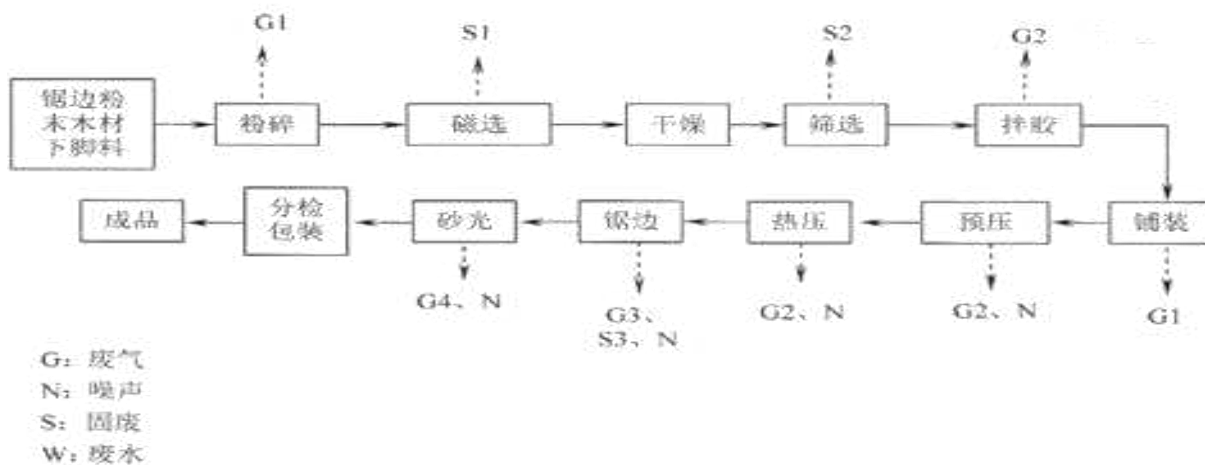 G1
S1
S2
G2
锯边粉
末木材
下脚料
粉碎
磁选
干燥
筛选
拌胶
成品
分检
包装
砂光
锯边
热压
预压
铺装
G4、N
G3、
S3、N
G2、N
G2、N
G1
G：废气
N：噪声
S：固废
W：废水